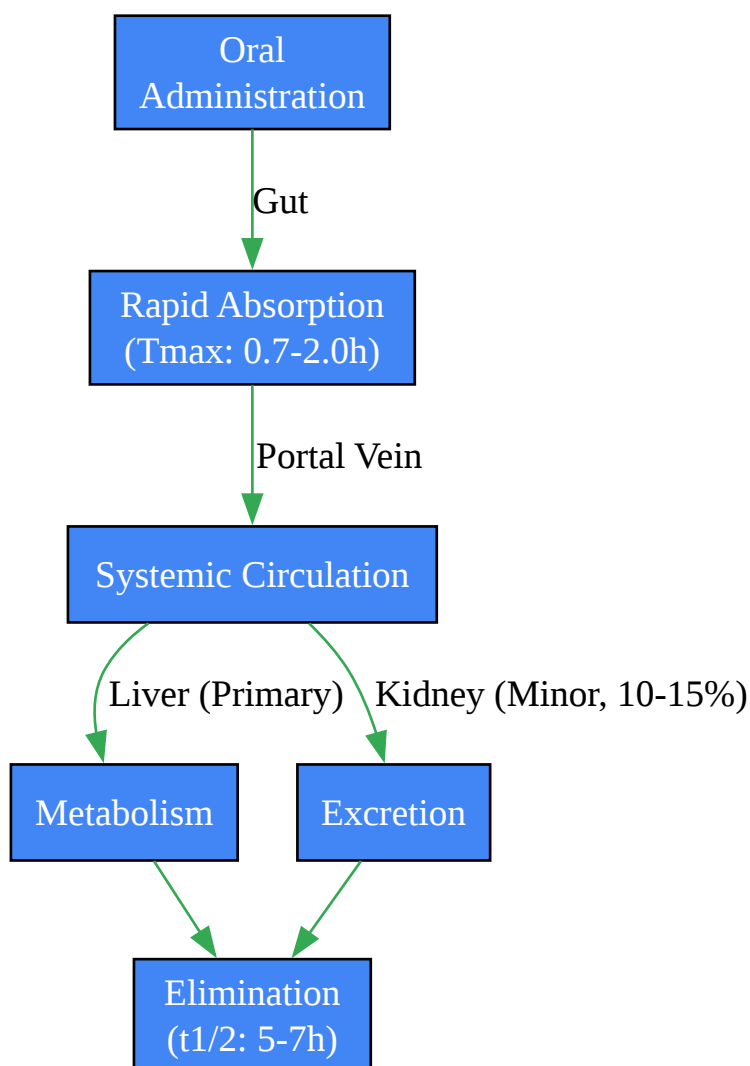 Oral
Administration
Gut
Rapid Absorption
(Tmax: 0.7-2.0h)
Portal Vein
Systemic Circulation
Liver (Primary)
Kidney (Minor, 10-15%)
Metabolism
Excretion
Elimination
(t1/2: 5-7h)